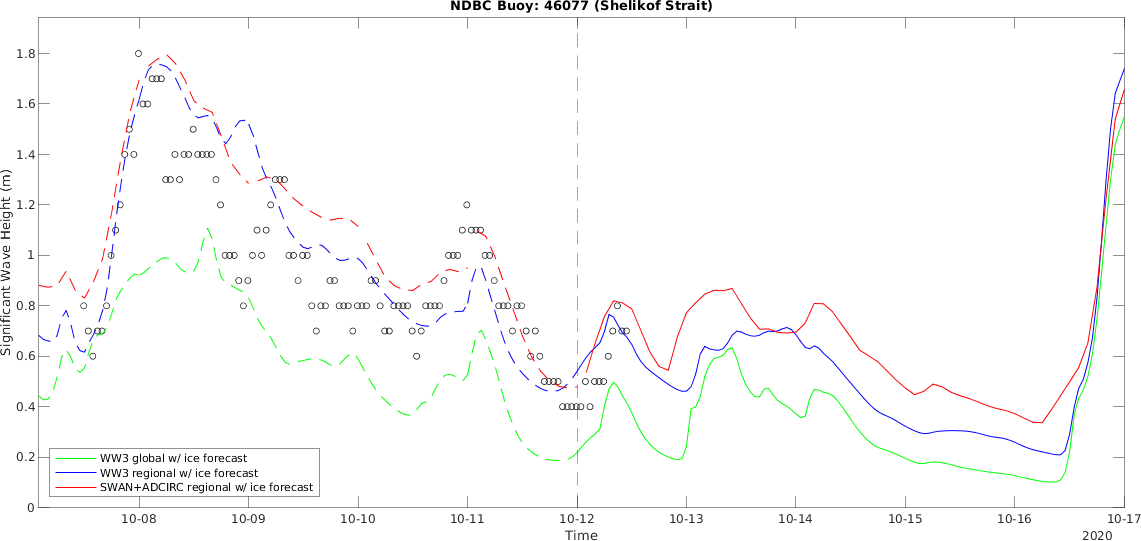 NDBC Buoy: 46077 (Shelikof Strait)
Significant Wave Height (m)
1.8
1.6
1.4
1.2
1
0.8
0.6
0.4
0.2
0
WW3 global w/ ice forecast
WW3 regional w/ ice forecast
SWAN+ADCIRC regional w/ ice forecast
10-08 10-09 10-10 10-11 10-12 10-13 10-14 10-15 10-16 10-17
Time
2020